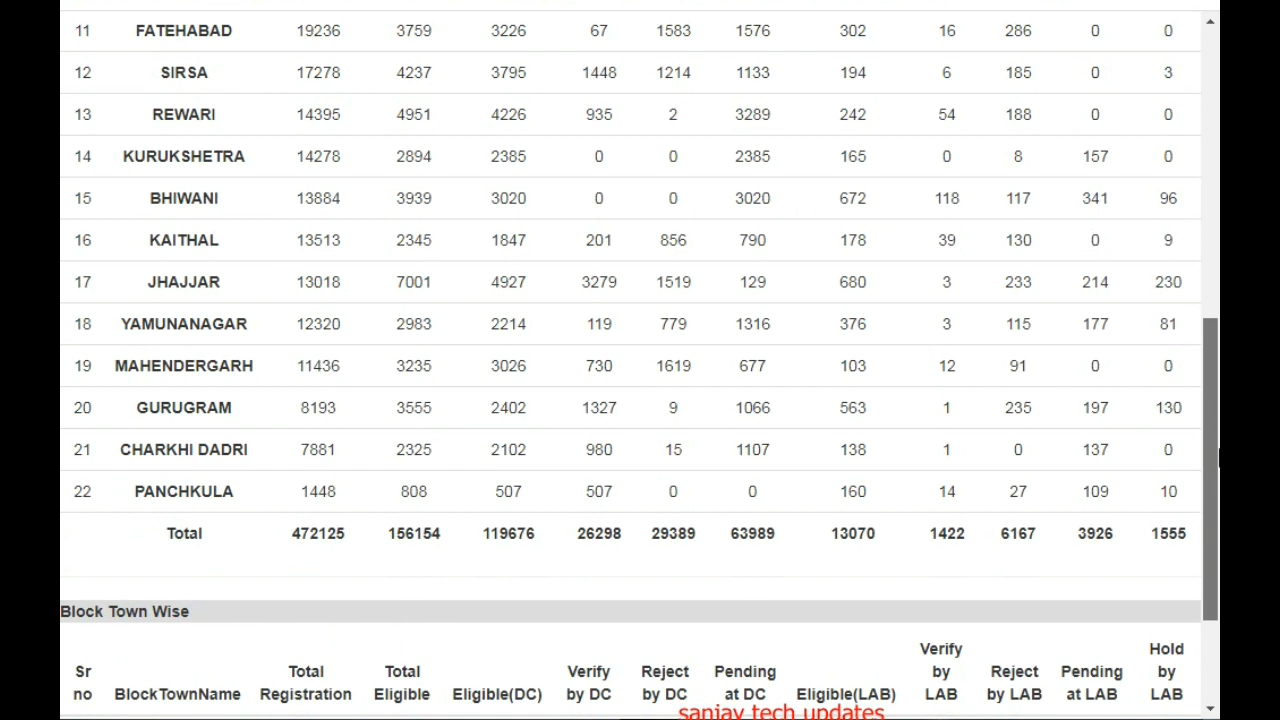 11 FATEHABAD 19236 3759 3226 67 1583 1576 302 16 286 0 0
12 SIRSA 17278 4237 3795 1448 1214 1133 194 6 185 0 3
13 REWARI 14395 4951 4226 935 2 3289 242 54 188 0 0
14 KURUKSHETRA 14278 2894 2385 0 0 2385 165 0 8 157 0
15 BHIWANI 13884 3939 3020 0 0 3020 672 118 117 341 96
16 KAITHAL 13513 2345 1847 201 856 790 178 39 130 0 9
17 JHAJJAR 13018 7001 4927 3279 1519 129 680 3 233 214 230
18 YAMUNANAGAR 12320 2983 2214 119 779 1316 376 3 115 177 81
19 MAHENDERGARH 11436 3235 3026 730 1619 677 103 12 91 0 0
20 GURUGRAM 8193 3555 2402 1327 9 1066 563 1 235 197 130
21 CHARKHI DADRI 7881 2325 2102 980 15 1107 138 1 0 137 0
22 PANCHKULA 1448 808 507 507 0 0 160 14 27 109 10
Total 472125 156154 119676 26298 29389 63989 13070 1422 6167 3926 1555
Block Town Wise
Verify Hold
Sr Total Total Verify Reject Pending by Reject Pending by
no BlockTownName Registration Eligible Eligible(DC) by DC by DC at DC Eligible(LAB) LAB by LAB at LAB LAB
sanjay tech updates